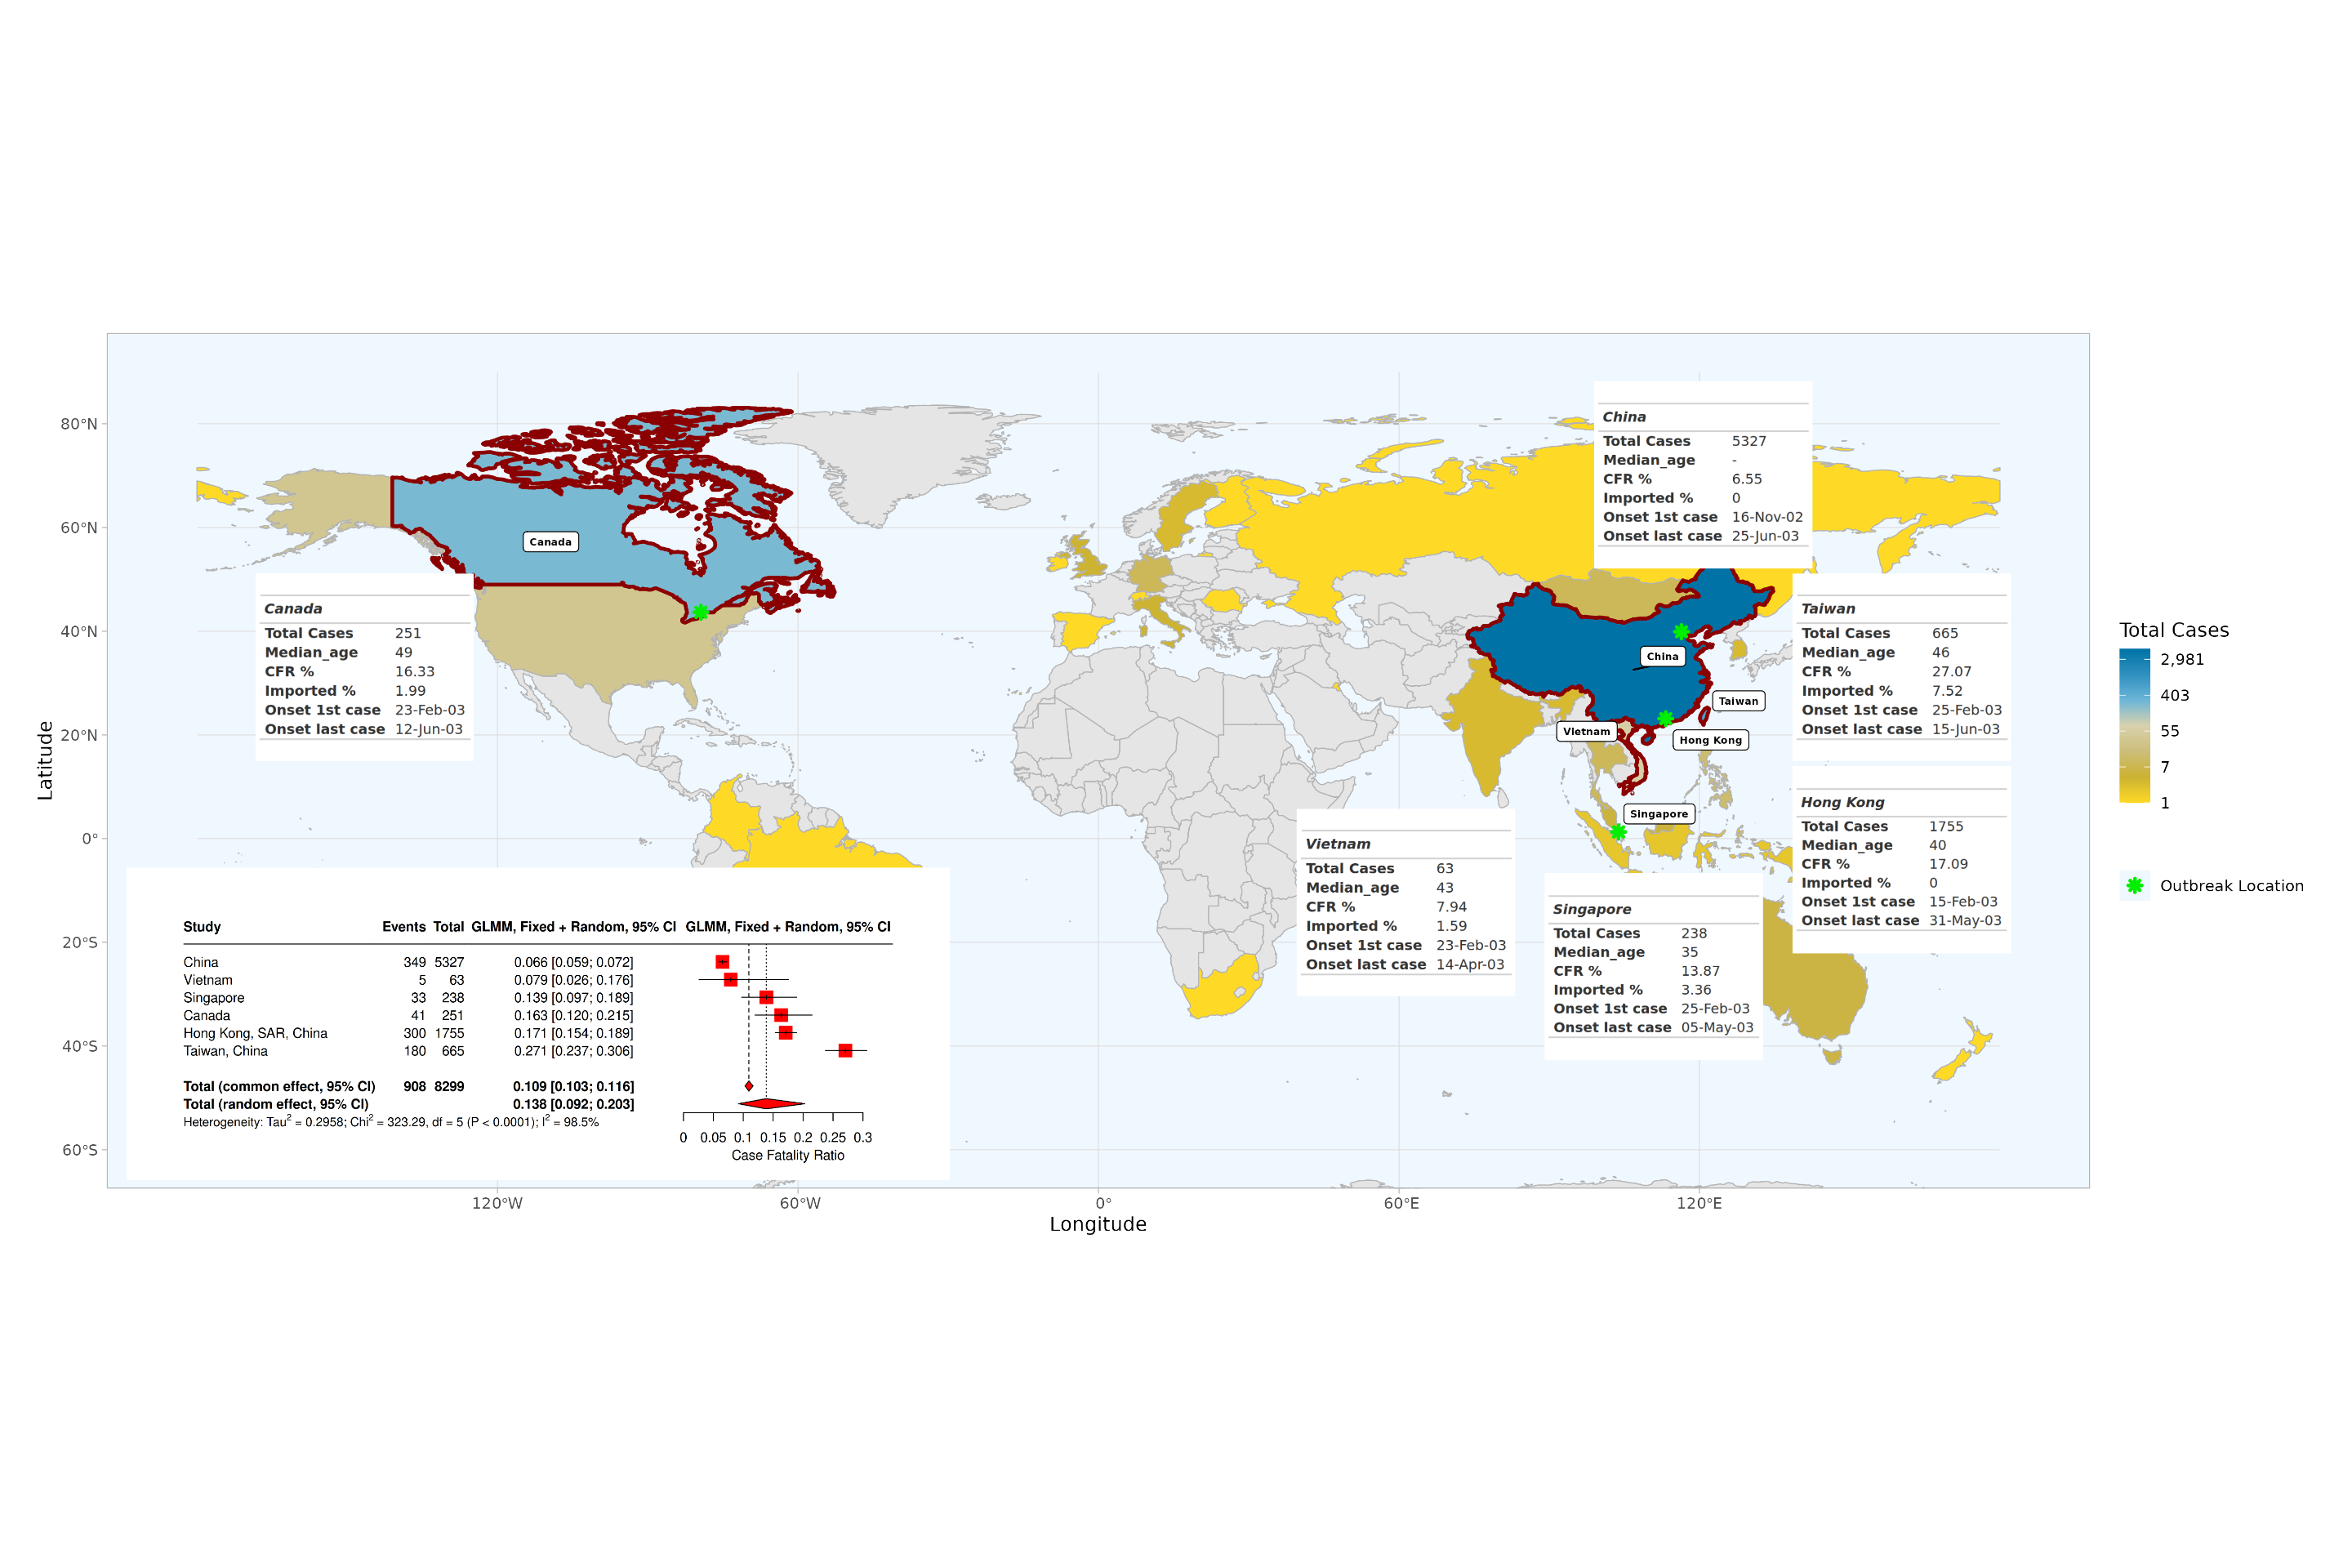 80°N
60°N
40°N
20°N
0°
20°S
40°S
60°S
Latitude
120°W
60°W
0°
60°E
120°E
Longitude
Canada
China
Taiwan
VIetnam
Hong Kong
Singapore
Canada
Total Cases 251
Median_age 49
CFR % 16.33
Imported % 1.99
Onset 1st case 23-Feb-03
Onset last case 12-Jun-03
China
Total Cases 5327
Median_age -
CFR % 6.55
Imported % 0
Onset 1st case 16-Nov-02
Onset last case 25-Jun-03
Taiwan
Total Cases 665
Median_age 46
CFR % 27.07
Imported % 7.52
Onset 1st case 25-Feb-03
Onset last case 15-Jun-03
Hong Kong
Total Cases 1755
Median_age 40
CFR % 17.09
Imported % 0
Onset 1st case 15-Feb-03
Onset last case 31-May-03
Vietnam
Total Cases 63
Median_age 43
CFR % 7.94
Imported % 1.59
Onset 1st case 23-Feb-03
Onset last case 14-Apr-03
Singapore
Total Cases 238
Median_age 35
CFR % 13.87
Imported % 3.36
Onset 1st case 25-Feb-03
Onset last case 05-May-03
Study Events Total GLMM, Fixed + Random, 95% CI GLMM, Fixed + Random, 95% CI
China 349 5327 0.066 [0.059; 0.072]
Vietnam 5 63 0.079 [0.026; 0.176]
Singapore 33 238 0.139 [0.097; 0.189]
Canada 41 251 0.163 [0.120; 0.215]
Hong Kong, SAR, China 300 1755 0.171 [0.154; 0.189]
Taiwan, China 180 665 0.271 [0.237; 0.306]
Total (common effect, 95% CI) 908 8299 0.109 [0.103; 0.116]
Total (random effect, 95% CI) 0.138 [0.092; 0.203]
Heterogeneity: Tau² = 0.2958; Chi² = 323.29, df = 5 (P < 0.0001); I² = 98.5%
0 0.05 0.1 0.15 0.2 0.25 0.3
Case Fatality Ratio
Total Cases
2,981
403
55
7
1
Outbreak Location